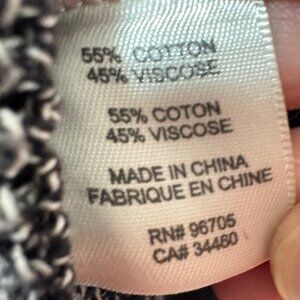 55% COTTON
45% VISCOSE
55% COTON
45% VISCOSE
MADE IN CHINA
FABRIQUE EN CHINE
RN# 96705
CA# 34460